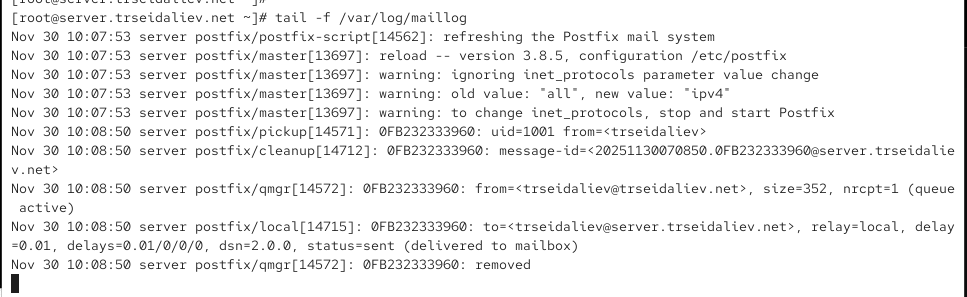 [root@server.trseidaliev.net ~]#
[root@server.trseidaliev.net ~]# tail -f /var/log/maillog
Nov 30 10:07:53 server postfix/postfix-script[14562]: refreshing the Postfix mail system
Nov 30 10:07:53 server postfix/master[13697]: reload -- version 3.8.5, configuration /etc/postfix
Nov 30 10:07:53 server postfix/master[13697]: warning: ignoring inet_protocols parameter value change
Nov 30 10:07:53 server postfix/master[13697]: warning: old value: "all", new value: "ipv4"
Nov 30 10:07:53 server postfix/master[13697]: warning: to change inet_protocols, stop and start Postfix
Nov 30 10:08:50 server postfix/pickup[14571]: 0FB232333960: uid=1001 from=<trseidaliev>
Nov 30 10:08:50 server postfix/cleanup[14712]: 0FB232333960: message-id=<20251130070850.0FB232333960@server.trseidalie
v.net>
Nov 30 10:08:50 server postfix/qmgr[14572]: 0FB232333960: from=<trseidaliev@trseidaliev.net>, size=352, nrcpt=1 (queue
 active)
Nov 30 10:08:50 server postfix/local[14715]: 0FB232333960: to=<trseidaliev@server.trseidaliev.net>, relay=local, delay
=0.01, delays=0.01/0/0/0, dsn=2.0.0, status=sent (delivered to mailbox)
Nov 30 10:08:50 server postfix/qmgr[14572]: 0FB232333960: removed